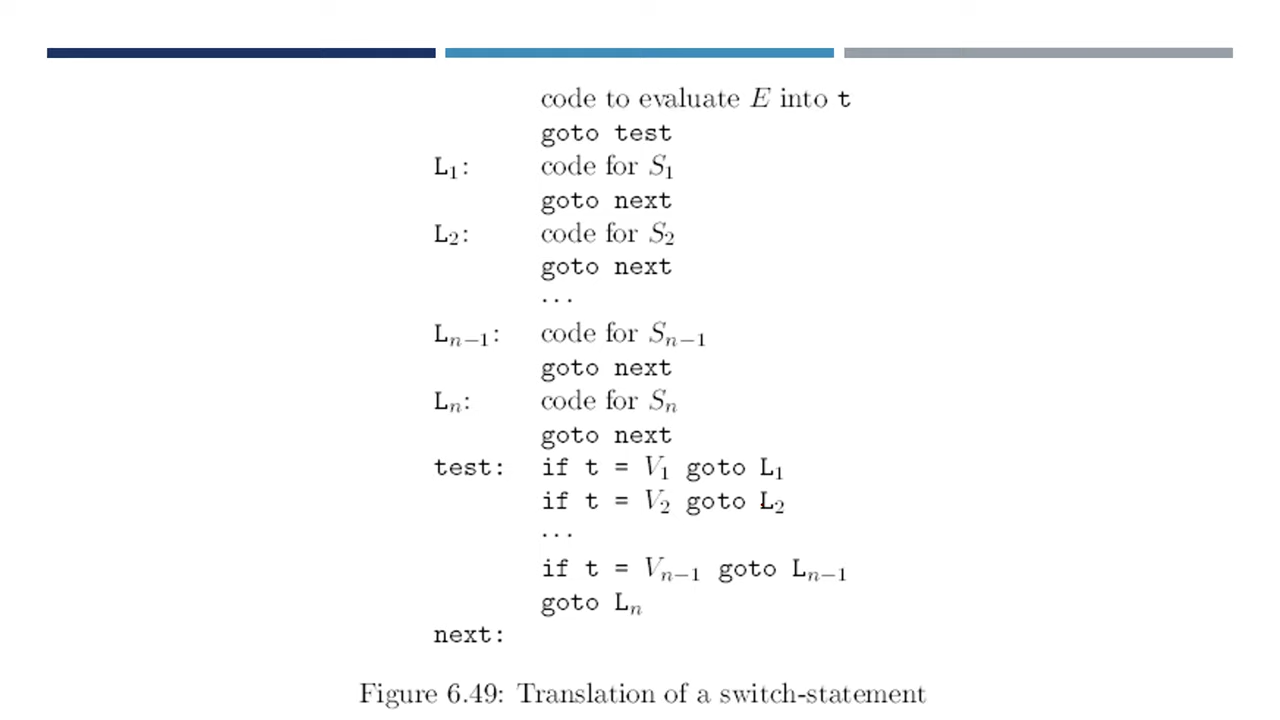 code to evaluate E into t
goto test
L₁: code for S₁
goto next
L₂: code for S₂
goto next
...
Lₙ₋₁: code for Sₙ₋₁
goto next
Lₙ: code for Sₙ
goto next
test: if t = V₁ goto L₁
if t = V₂ goto L₂
...
if t = Vₙ₋₁ goto Lₙ₋₁
goto Lₙ
next:
Figure 6.49: Translation of a switch-statement